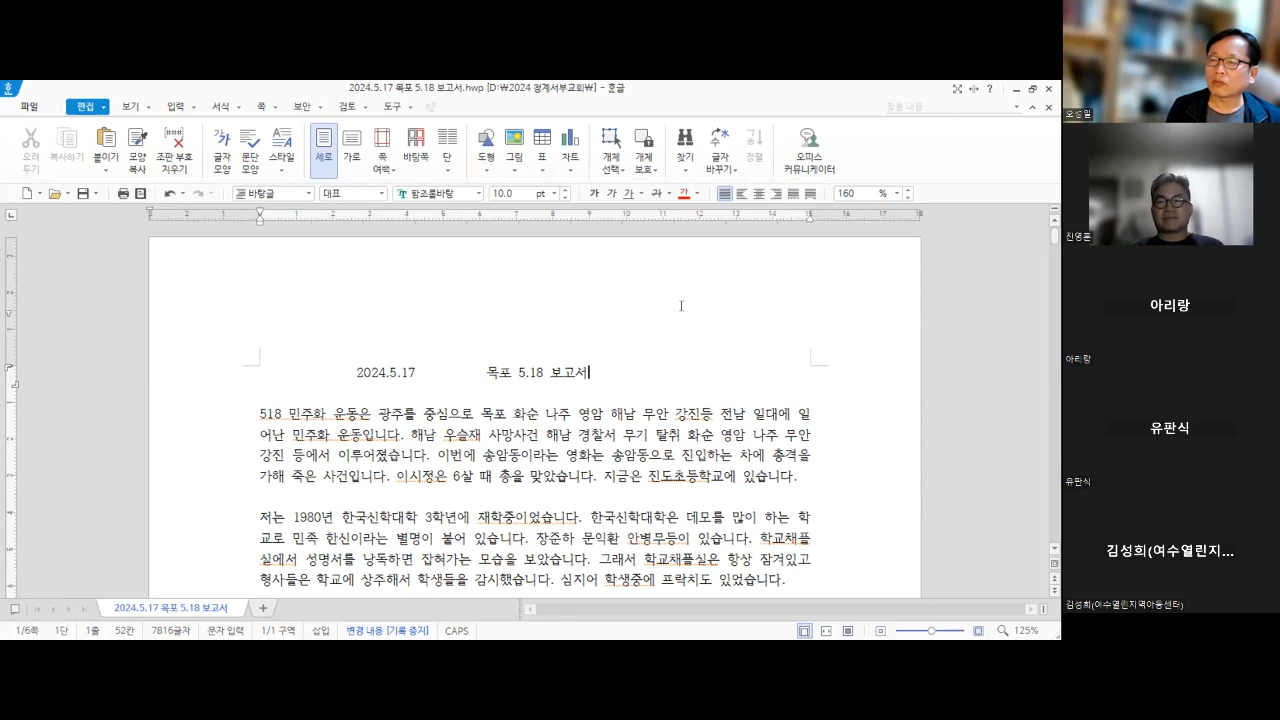 2024.5.17 목포 5.18 보고서.hwp [D:₩2024 청계서부교회₩] - 훈글
파일 편집 보기 입력 서식 쪽 보안 검토 도구 찾을 내용
오려 두기 복사하기 붙이기 모양 복사 조판 부호 지우기 글자 모양 문단 모양 스타일 세로 가로 쪽 여백 바탕쪽 단 도형 그림 표 차트 개체 선택 개체 보호 찾기 글자 바꾸기 정렬 오피스 커뮤니케이터
바탕글 대표 함초롬바탕 10.0 pt 가 가 가 가 가 160 %
2024.5.17 목포 5.18 보고서
518 민주화 운동은 광주를 중심으로 목포 화순 나주 영암 해남 무안 강진등 전남 일대에 일
어난 민주화 운동입니다. 해남 우슬재 사망사건 해남 경찰서 무기 탈취 화순 영암 나주 무안
강진 등에서 이루어졌습니다. 이번에 송암동이라는 영화는 송암동으로 진입하는 차에 총격을
가해 죽은 사건입니다. 이시정은 6살 때 총을 맞았습니다. 지금은 진도초등학교에 있습니다.
저는 1980년 한국신학대학 3학년에 재학중이었습니다. 한국신학대학은 데모를 많이 하는 학
교로 민족 한신이라는 별명이 붙어 있습니다. 장준하 문익환 안병무등이 있습니다. 학교채플
실에서 성명서를 낭독하면 잡혀가는 모습을 보았습니다. 그래서 학교채플실은 항상 잠겨있고
형사들은 학교에 상주해서 학생들을 감시했습니다. 심지어 학생중에 프락치도 있었습니다.
2024.5.17 목포 5.18 보고서
1/6쪽 1단 1줄 52칸 7816글자 문자 입력 1/1 구역 삽입 변경 내용 [기록 중지] CAPS 125%
오성일
진영훈
아리랑
아리랑
유판식
유판식
김성희(여수열린지...
김성희(여수열린지역아동센터)